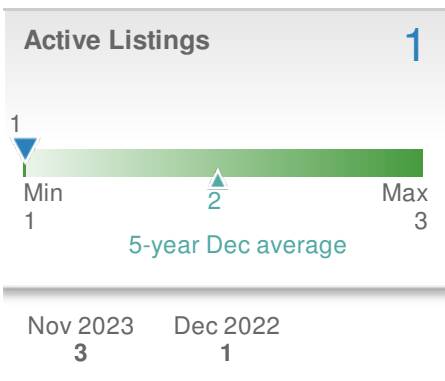 Active Listings 1
1
Min 2 Max
1 3
5-year Dec average
Nov 2023 Dec 2022
3 1